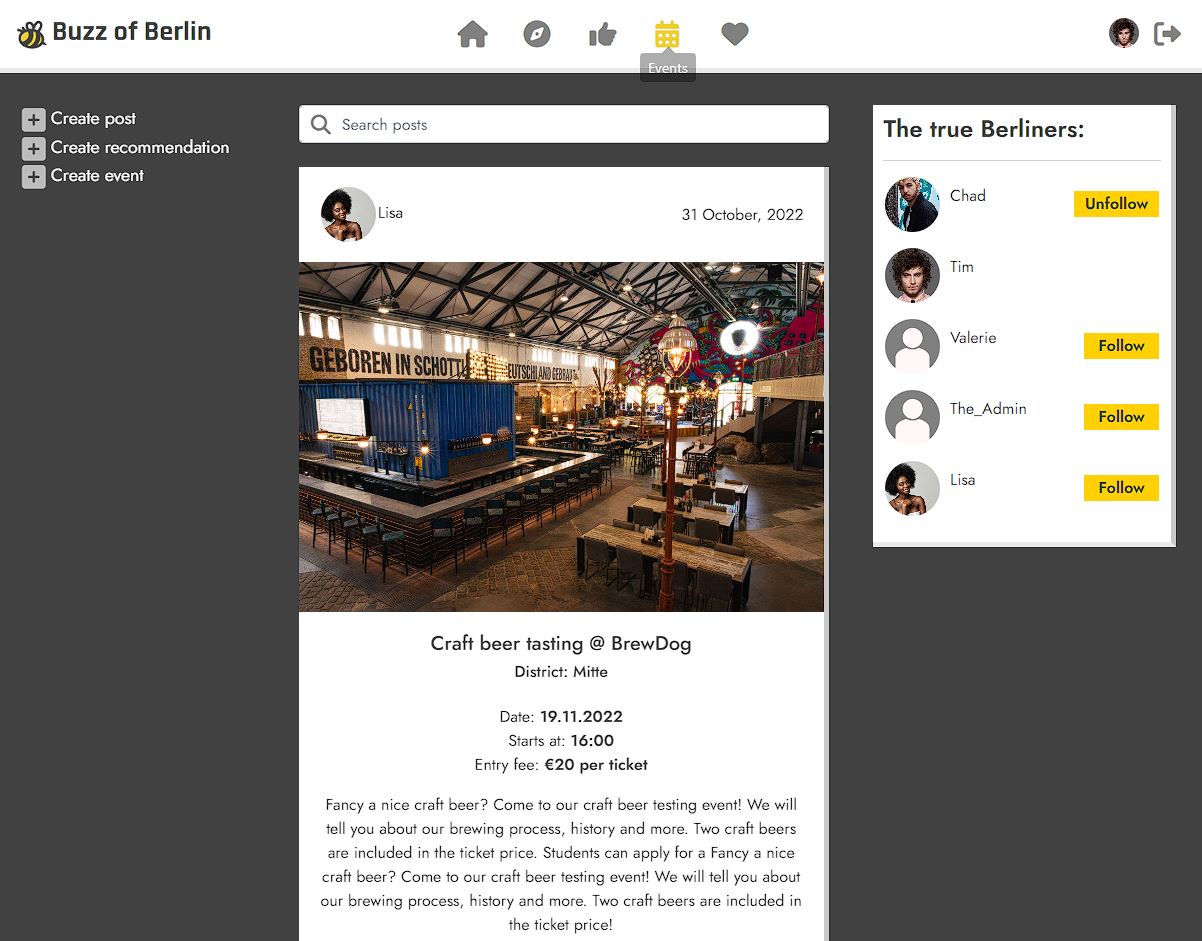 Buzz of Berlin
Events
Create post
Create recommendation
Create event
Search posts
Lisa
31 October, 2022
GEBOREN IN SCHOTTL
EUTSCHLAND GEBRA
Craft beer tasting @ BrewDog
District: Mitte
Date: 19.11.2022
Starts at: 16:00
Entry fee: €20 per ticket
Fancy a nice craft beer? Come to our craft beer testing event! We will
tell you about our brewing process, history and more. Two craft beers
are included in the ticket price. Students can apply for a Fancy a nice
craft beer? Come to our craft beer testing event! We will tell you about
our brewing process, history and more. Two craft beers are included in
the ticket price!
The true Berliners:
Chad
Unfollow
Tim
Valerie
Follow
The_Admin
Follow
Lisa
Follow